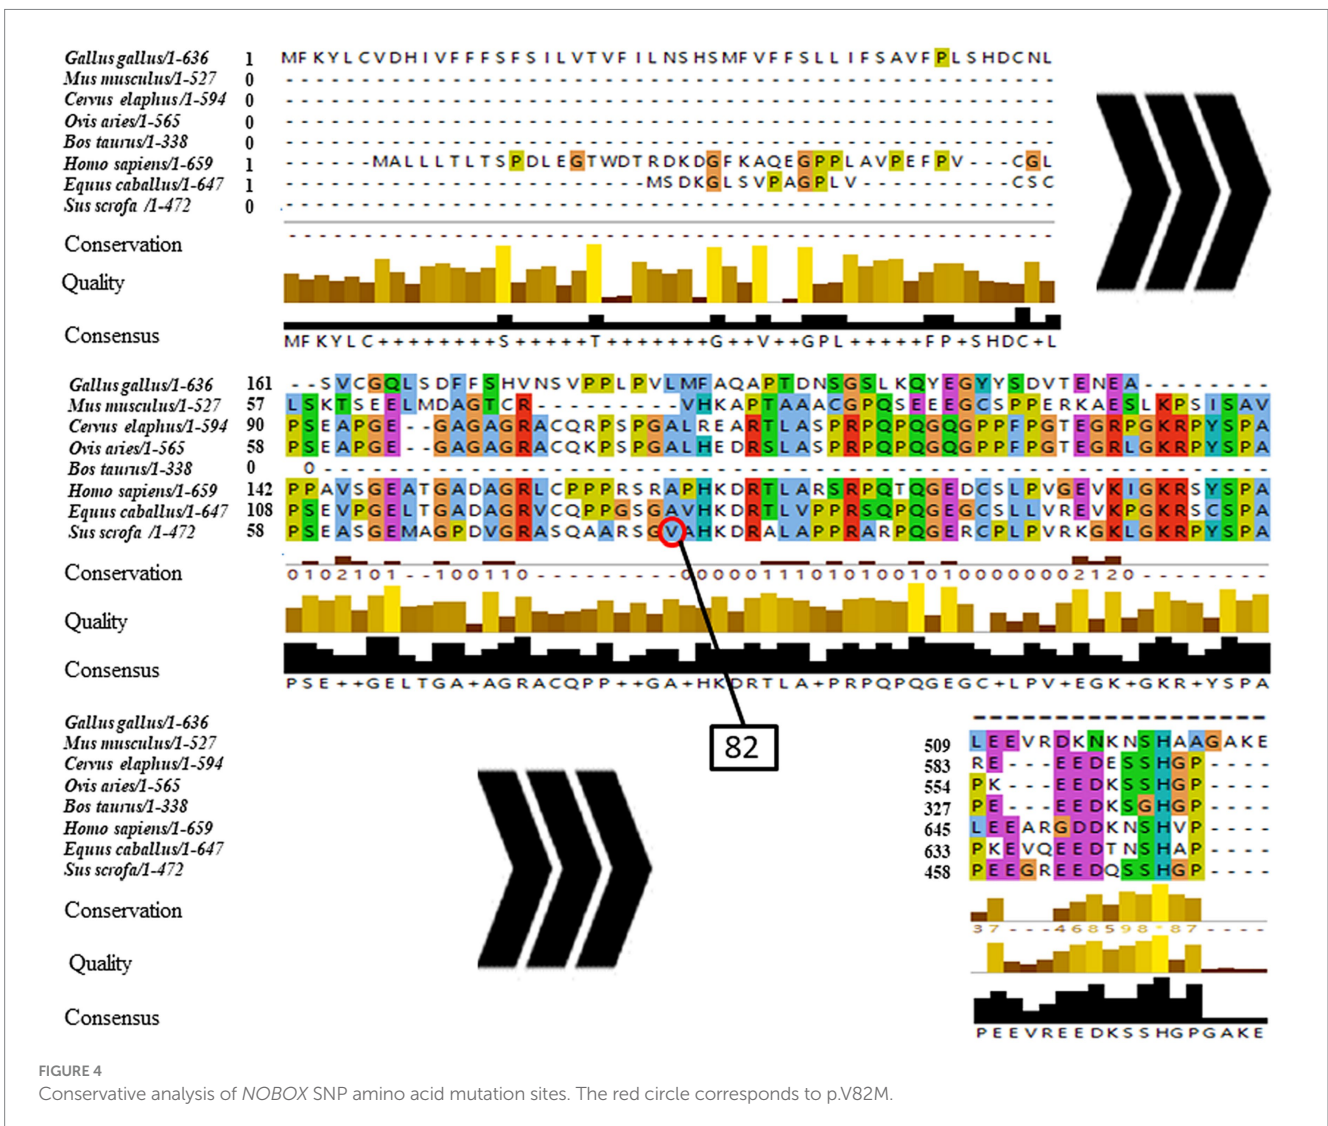 Gallus gallus/1-636 1 MFKYLCVDHIVFFFSFSILVTVFILNSHSMFVFFSLLIFSAVFPLSHDCNL
Mus musculus/1-527 0 ---------------------------------------------------
Cervus elaphus/1-594 0 ---------------------------------------------------
Ovis aries/1-565 0 ---------------------------------------------------
Bos taurus/1-338 0 ---------------------------------------------------
Homo sapiens/1-659 1 ------MALLLTLTSPDLEGTWDTRDKDGFKAQEGPPLAVPEFPV---CGL
Equus caballus/1-647 1 ------------------------MSDKGLSVPAGPLV----------CSC
Sus scrofa /1-472 0 ---------------------------------------------------
Conservation ---------------------------------------------------
Quality
Consensus MFKYLC++++++++S+++++T+++++++G++V++GPL+++++FP+SHDC+L
Gallus gallus/1-636 161 --SVCGQLSDFFSHVNSVPPLPVLMFAQAPTDNSGSLKQYEGYYSDVTENEA--------
Mus musculus/1-527 57 LSKTSEELMDAGTCR---------VHKAPTAAACGPQSEEEGCSPPERKAESLKPSISAV
Cervus elaphus/1-594 90 PSEAPGE--GAGAGRACQRPSPGALREARTLASPRPQPQGQGPPFPGTEGRPGKRPYSPA
Ovis aries/1-565 58 PSEAPGE--GAGAGRACQKPSPGALHEDRSLASPRPQPQGQGPPFPGTEGRLGKRPYSPA
Bos taurus/1-338 0 0----------------------------------------------------------
Homo sapiens/1-659 142 PPAVSGEATGADAGRLCPPPRSRAPHKDRTLARSRPQTQGEDCSLPVGEVKIGKRSYSPA
Equus caballus/1-647 108 PSEVPGELTGADAGRVCQPPGSGAVHKDRTLVPPRSQPQGEGCSLLVREVKPGKRSCSPA
Sus scrofa /1-472 58 PSEASGEMAGPDVGRASQAARSGVAHKDRALAPPRARPQGERCPLPVRKGKLGKRPYSPA
Conservation 0102101--100110---------000001110101001010000000002120--------
Quality
Consensus PSE++GELTGA+AGRACQPP++GA+HKDRTLA+PRPQPQGEGC+LPV+EGK+GKR+YSPA
82
Gallus gallus/1-636 ------------------
Mus musculus/1-527 509 LEEVRDKNKNSHAAGAKE
Cervus elaphus/1-594 583 RE---EEDESSHGP----
Ovis aries/1-565 554 PK---EEDKSSHGP----
Bos taurus/1-338 327 PE---EEDKSGHGP----
Homo sapiens/1-659 645 LEEARGDDKNSHVP----
Equus caballus/1-647 633 PKEVQEEDTNSHAP----
Sus scrofa/1-472 458 PEEGREEDQSSHGP----
Conservation 37---468598*87----
Quality
Consensus PEEVREEDKSSHGPGAKE
FIGURE 4
Conservative analysis of NOBOX SNP amino acid mutation sites. The red circle corresponds to p.V82M.